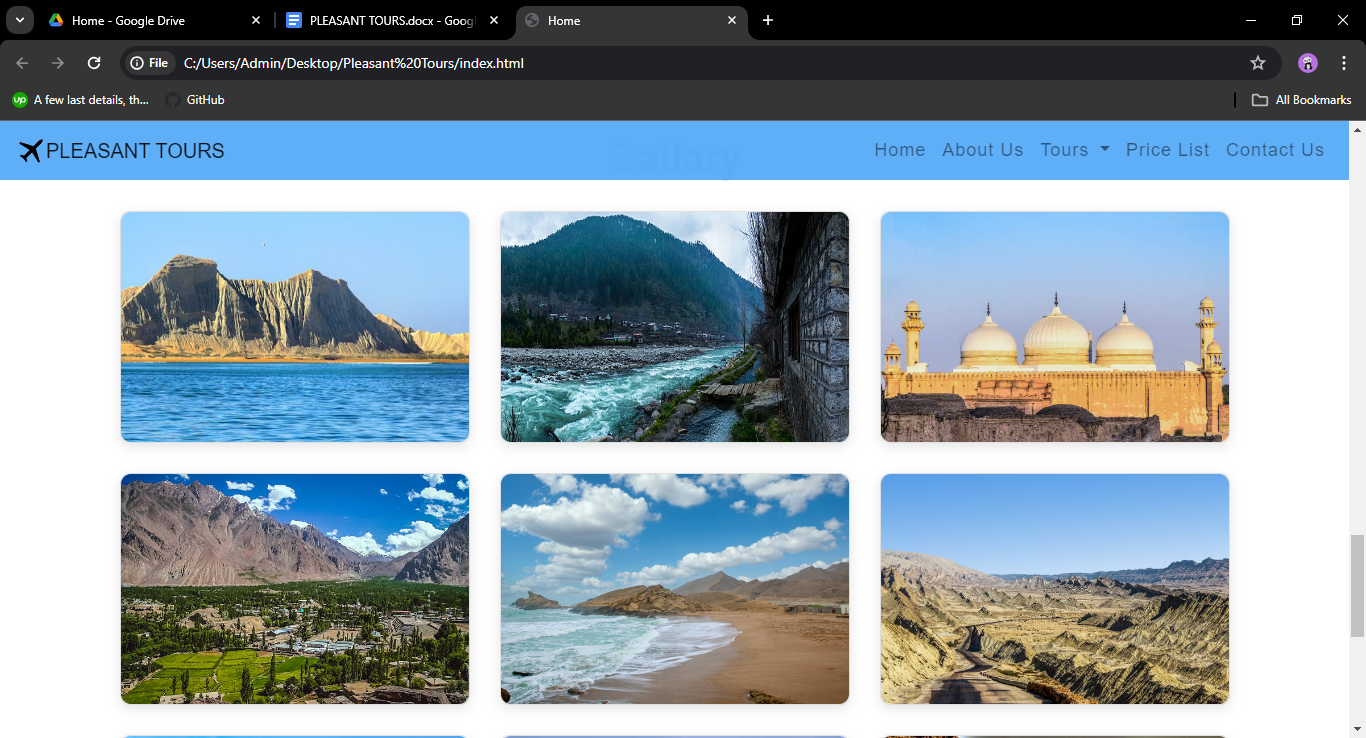 Home - Google Drive
PLEASANT TOURS.docx - Goog
Home
File
C:/Users/Admin/Desktop/Pleasant%20Tours/index.html
up
A few last details, th...
GitHub
All Bookmarks
PLEASANT TOURS
Gallary
Home
About Us
Tours
Price List
Contact Us